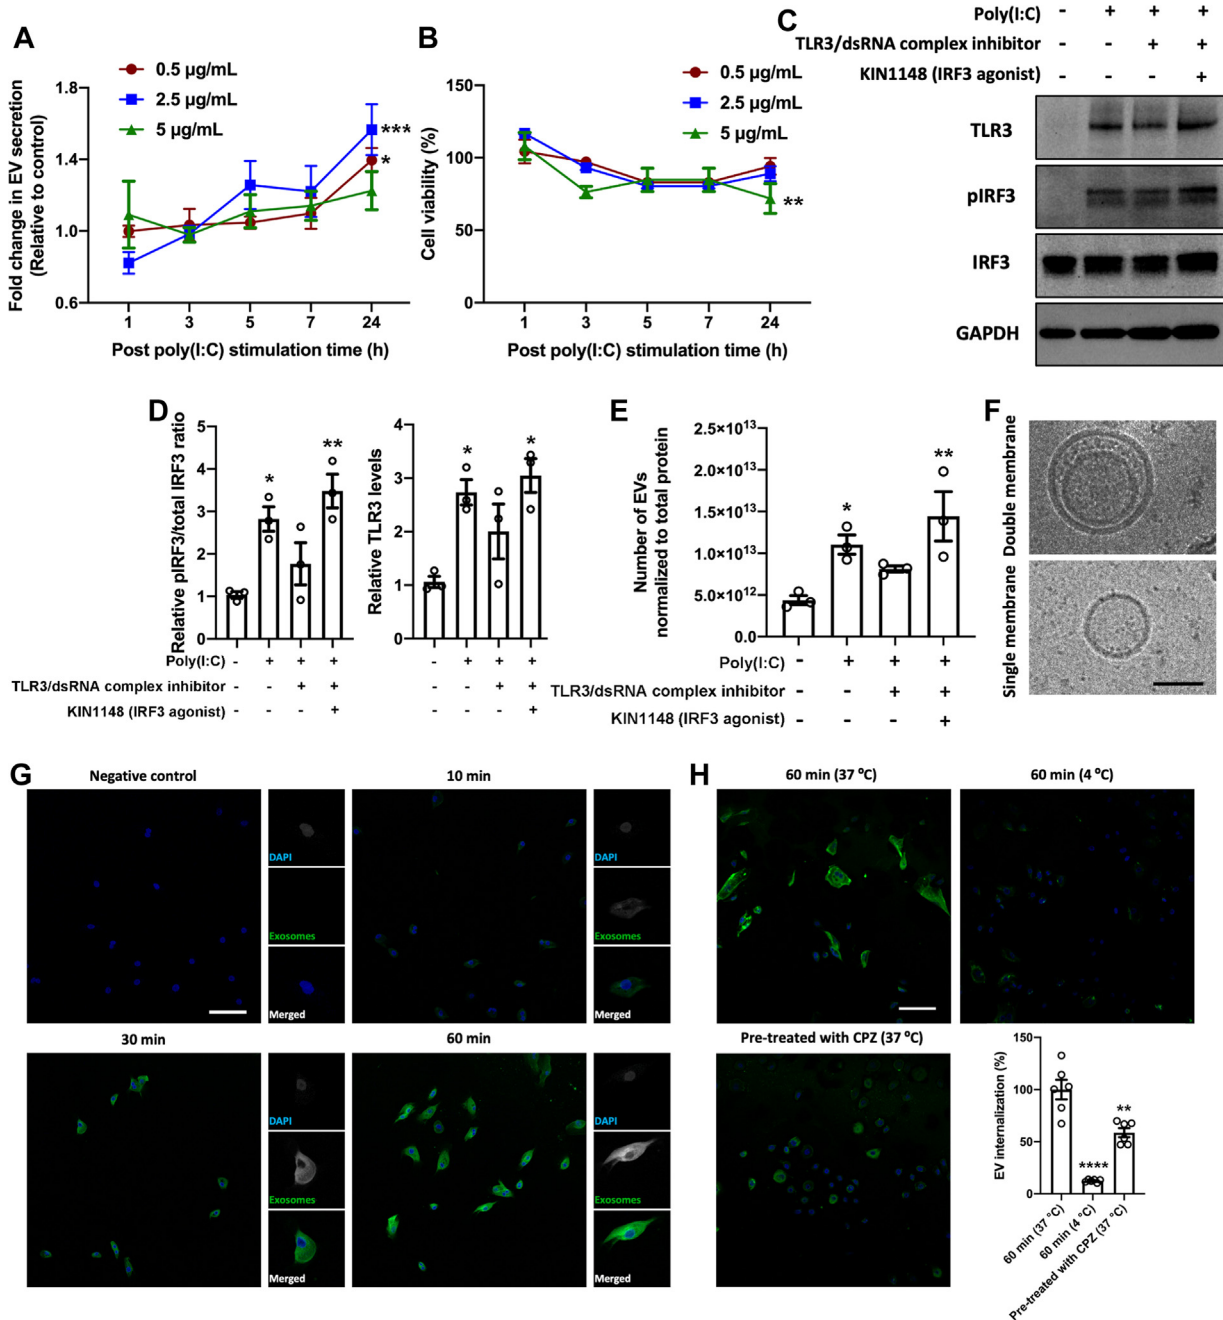 A
0.5 µg/mL
2.5 µg/mL
5 µg/mL
Fold change in EV secretion
(Relative to control)
1.8
1.4
1.0
0.6
***
*
1 3 5 7 24
Post poly(I:C) stimulation time (h)
B
0.5 µg/mL
2.5 µg/mL
5 µg/mL
Cell viability (%)
150
100
50
0
**
1 3 5 7 24
Post poly(I:C) stimulation time (h)
C
Poly(I:C) - + + +
TLR3/dsRNA complex inhibitor - - + +
KIN1148 (IRF3 agonist) - - - +
TLR3
pIRF3
IRF3
GAPDH
D
Relative pIRF3/total IRF3 ratio
5
4
3
2
1
0
* **
Relative TLR3 levels
4
3
2
1
0
* *
Poly(I:C) - + + + - + + +
TLR3/dsRNA complex inhibitor - - + + - - + +
KIN1148 (IRF3 agonist) - - - + - - - +
E
Number of EVs
normalized to total protein
2.5×10¹³
2.0×10¹³
1.5×10¹³
1.0×10¹³
5.0×10¹²
0.0
* **
Poly(I:C) - + + +
TLR3/dsRNA complex inhibitor - - + +
KIN1148 (IRF3 agonist) - - - +
F
Double membrane
Single membrane
G
Negative control
DAPI
Exosomes
Merged
10 min
DAPI
Exosomes
Merged
30 min
DAPI
Exosomes
Merged
60 min
DAPI
Exosomes
Merged
H
60 min (37 °C)
60 min (4 °C)
Pre-treated with CPZ (37 °C)
EV internalization (%)
150
100
50
0
**** **
60 min (37 °C)
60 min (4 °C)
Pre-treated with CPZ (37 °C)